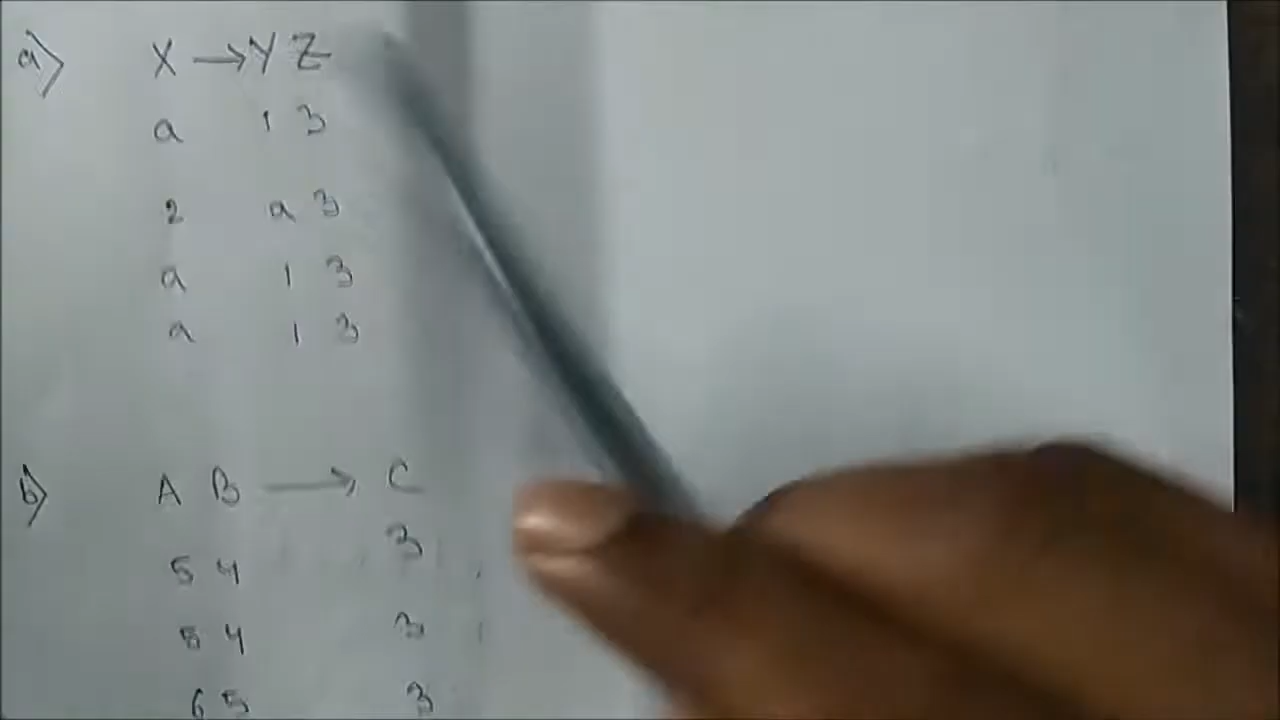 a) X → Y Z
a 1 3
2 a 3
a 1 3
a 1 3
b) A B → C
5 4 3
5 4 3
6 5 3